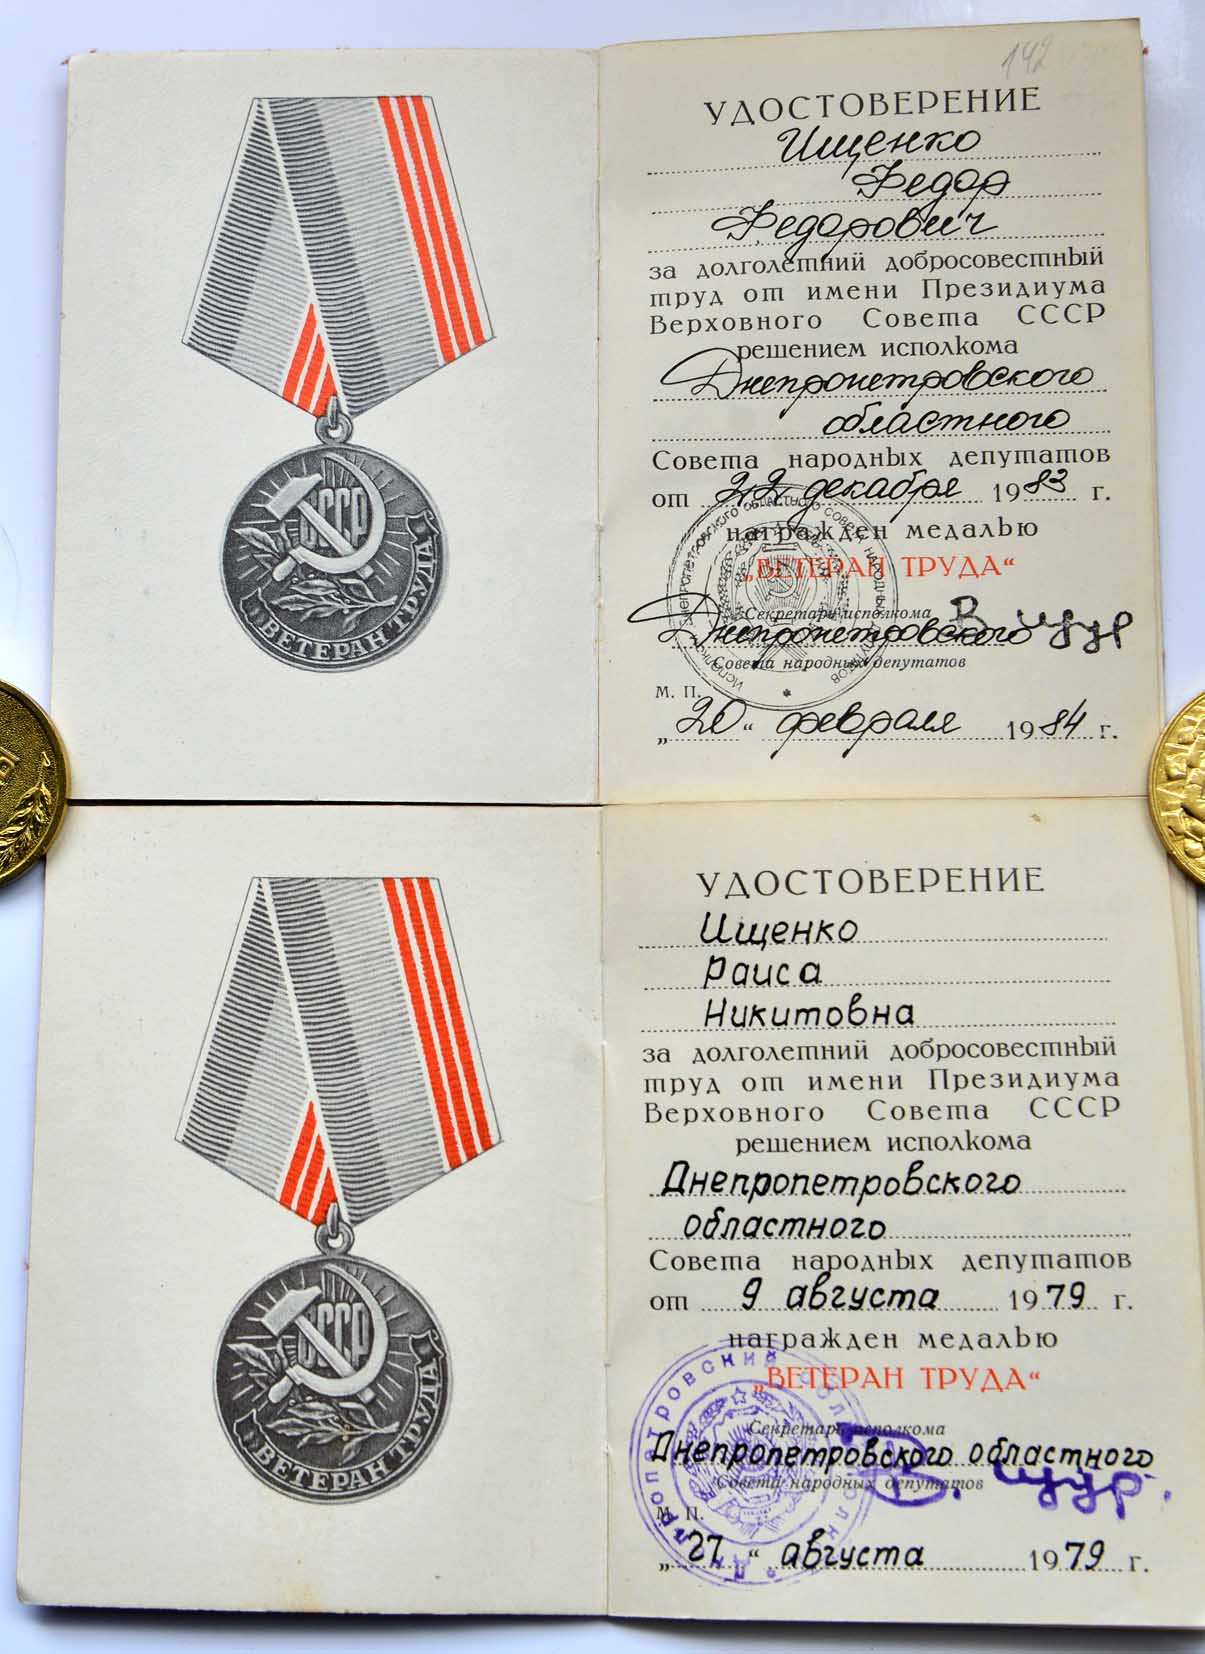 142
УДОСТОВЕРЕНИЕ
Ищенко
Федор
Федорович
за долголетний добросовестный
труд от имени Президиума
Верховного Совета СССР
решением исполкома
Днепропетровского
областного
Совета народных депутатов
от 22 декабря 1983 г.
награжден медалью
„ВЕТЕРАН ТРУДА“
Секретарь исполкома
Днепропетровского
В Щур
Совета народных депутатов
М. П.
„20“ февраля 1984 г.
СССР
ВЕТЕРАН ТРУДА
УДОСТОВЕРЕНИЕ
Ищенко
Раиса
Никитовна
за долголетний добросовестный
труд от имени Президиума
Верховного Совета СССР
решением исполкома
Днепропетровского
областного
Совета народных депутатов
от 9 августа 1979 г.
награжден медалью
„ВЕТЕРАН ТРУДА“
Секретарь исполкома
Днепропетровского областного
Совета народных депутатов
В. Щур.
М. П.
„27“ августа 1979 г.
СССР
ВЕТЕРАН ТРУДА